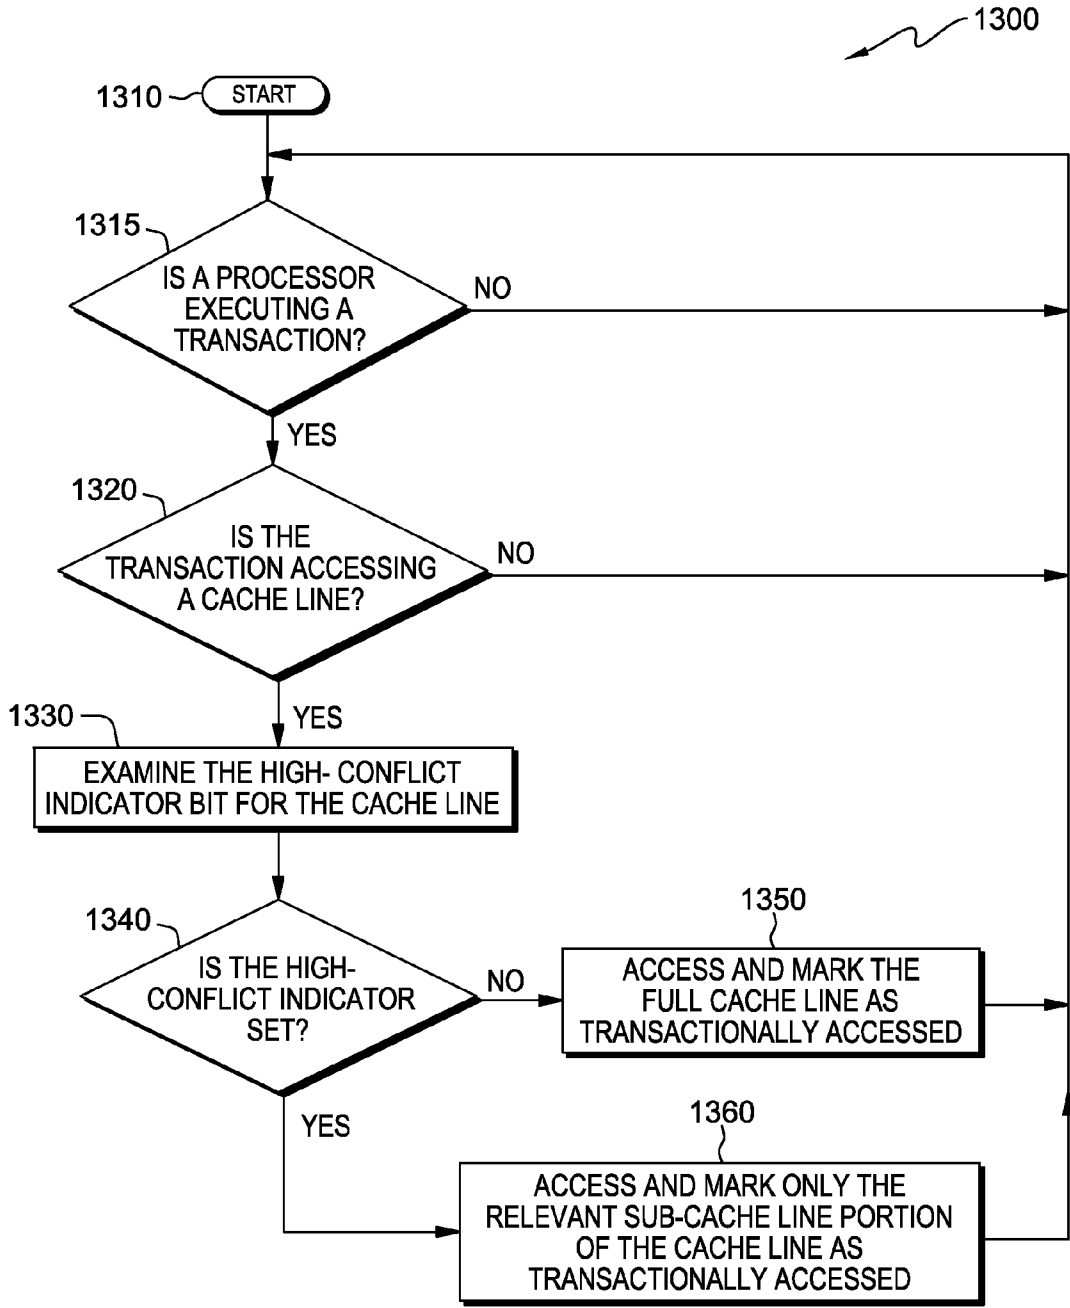 1300
1310
START
1315
IS A PROCESSOR
EXECUTING A
TRANSACTION?
NO
YES
1320
IS THE
TRANSACTION ACCESSING
A CACHE LINE?
NO
YES
1330
EXAMINE THE HIGH- CONFLICT
INDICATOR BIT FOR THE CACHE LINE
1340
IS THE HIGH-
CONFLICT INDICATOR
SET?
NO
1350
ACCESS AND MARK THE
FULL CACHE LINE AS
TRANSACTIONALLY ACCESSED
YES
1360
ACCESS AND MARK ONLY THE
RELEVANT SUB-CACHE LINE PORTION
OF THE CACHE LINE AS
TRANSACTIONALLY ACCESSED